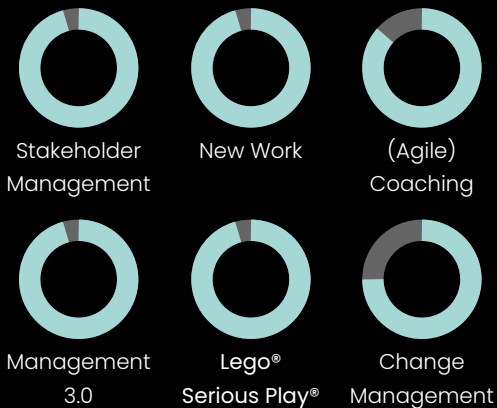 Stakeholder
Management
New Work
(Agile)
Coaching
Management
3.0
Lego®
Serious Play®
Change
Management